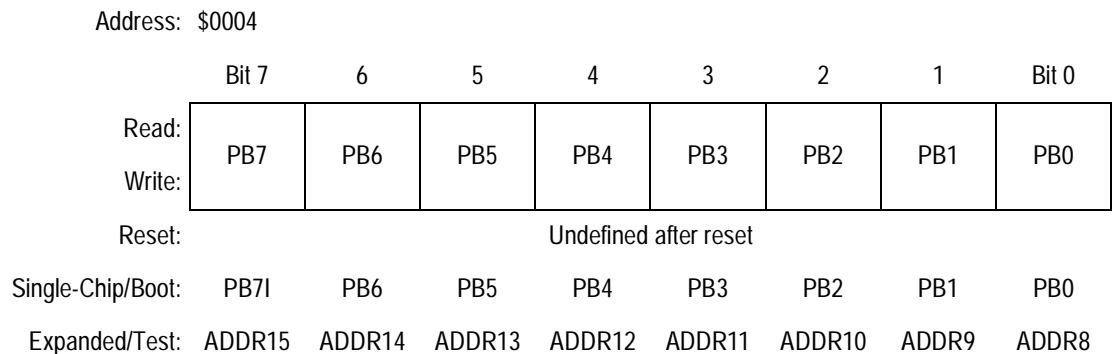 Address: $0004
Bit 7 6 5 4 3 2 1 Bit 0
Read:
PB7 PB6 PB5 PB4 PB3 PB2 PB1 PB0
Write:
Reset: Undefined after reset
Single-Chip/Boot: PB7I PB6 PB5 PB4 PB3 PB2 PB1 PB0
Expanded/Test: ADDR15 ADDR14 ADDR13 ADDR12 ADDR11 ADDR10 ADDR9 ADDR8